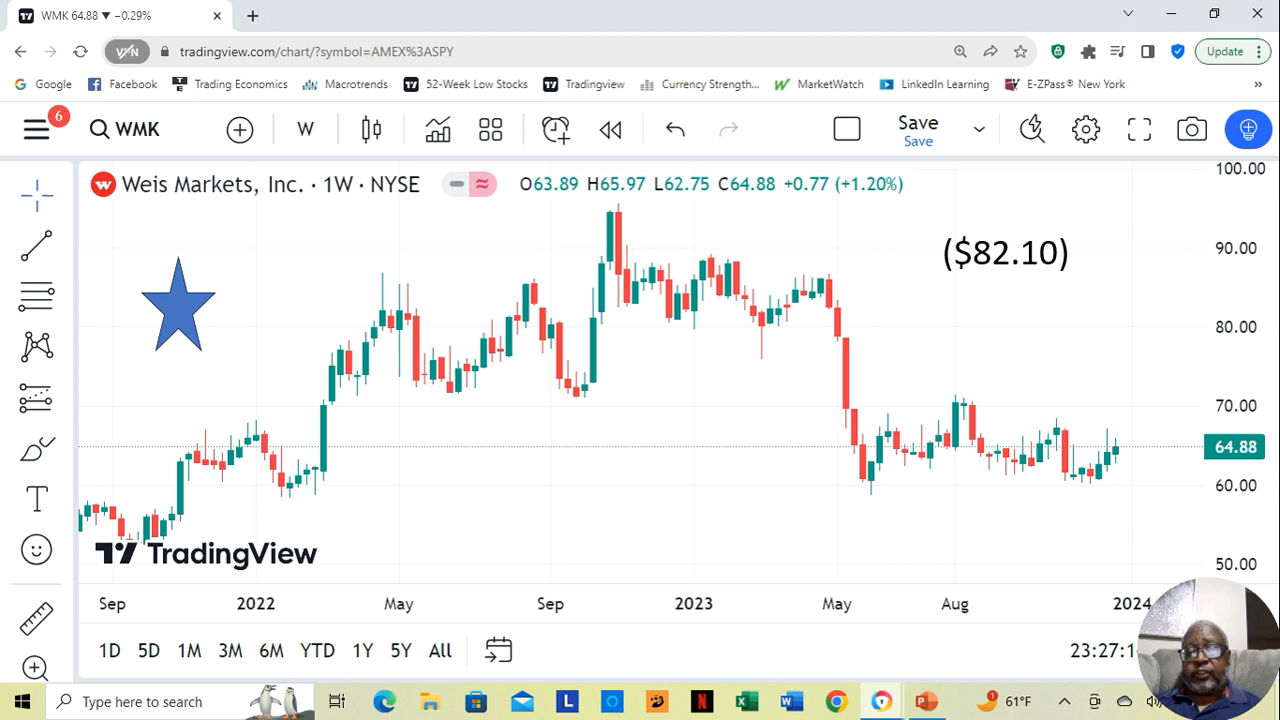 WMK 64.88 ▼ −0.29%
V/N tradingview.com/chart/?symbol=AMEX%3ASPY Update
Google Facebook Trading Economics Macrotrends 52-Week Low Stocks Tradingview Currency Strength... MarketWatch LinkedIn Learning E-ZPass® New York »
6 WMK W Save
Save
Weis Markets, Inc. · 1W · NYSE O63.89 H65.97 L62.75 C64.88 +0.77 (+1.20%)
100.00
($82.10)
90.00
80.00
70.00
64.88
60.00
TradingView
50.00
Sep 2022 May Sep 2023 May Aug 2024
1D 5D 1M 3M 6M YTD 1Y 5Y All 23:27:1
Type here to search 61°F